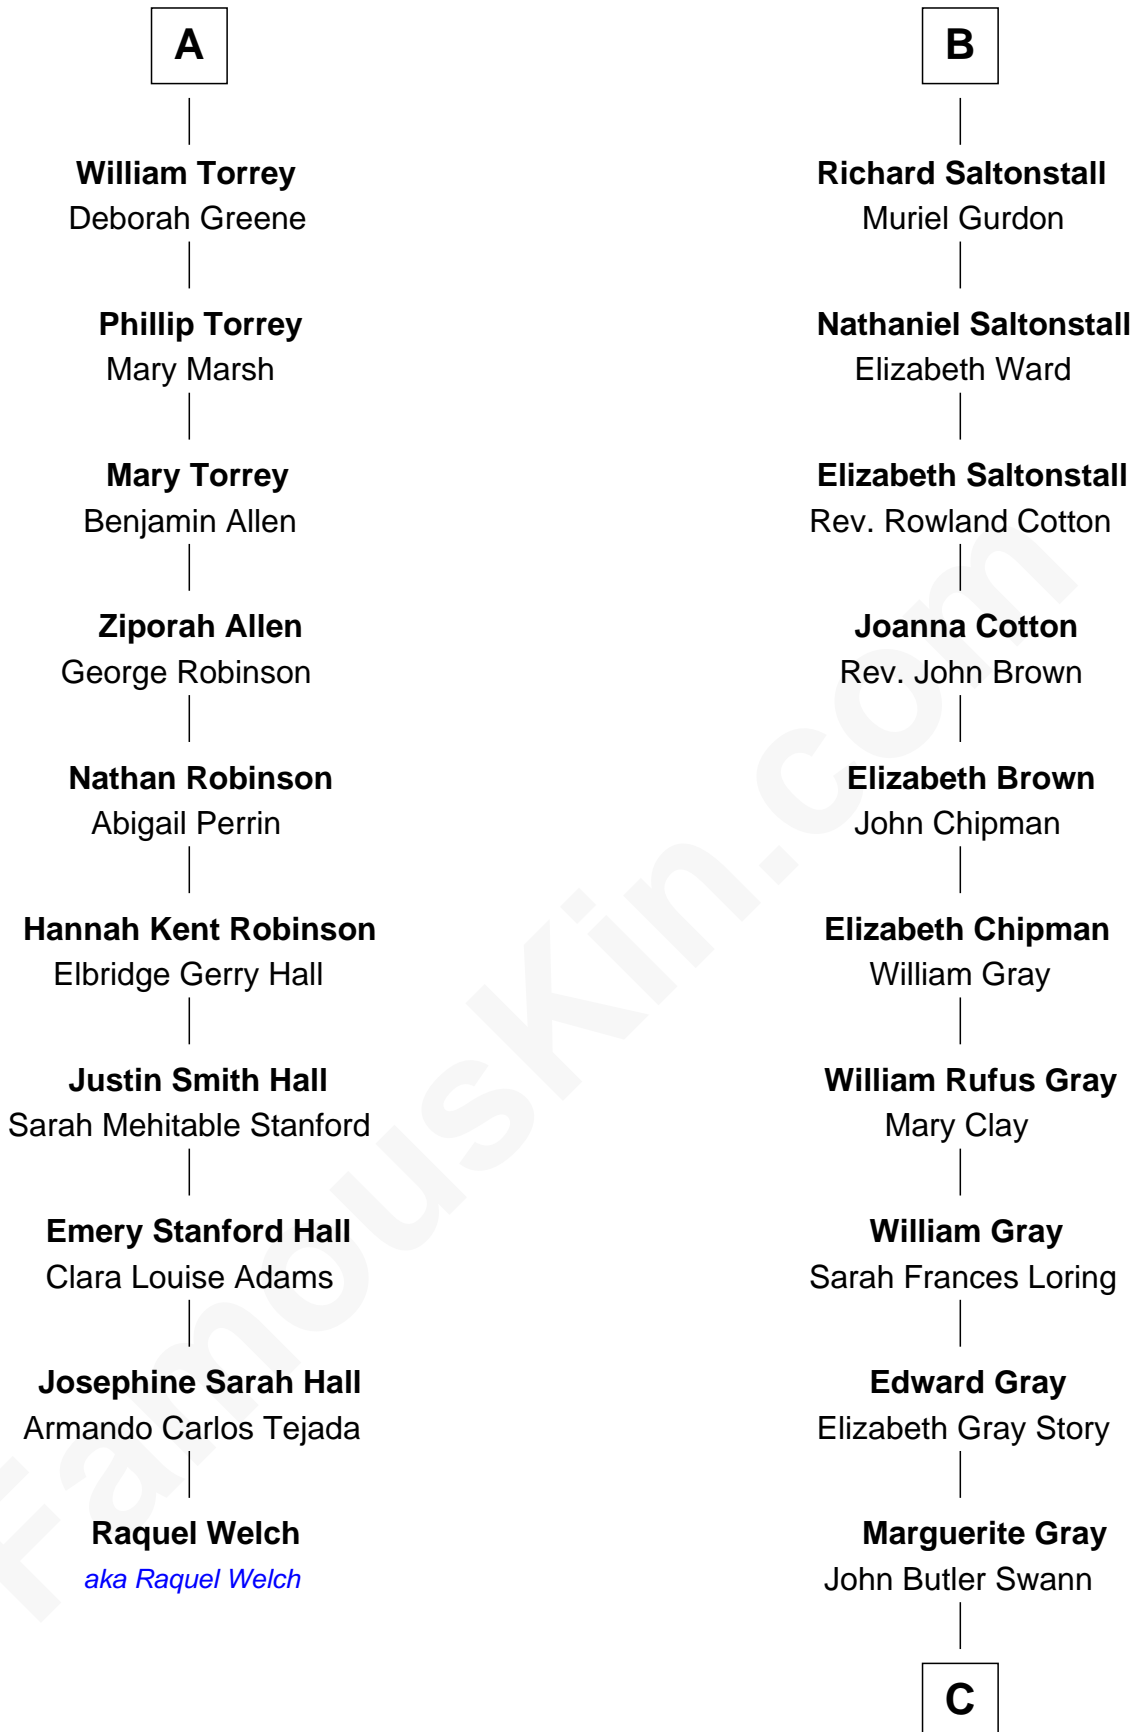 A
William Torrey
Deborah Greene
Phillip Torrey
Mary Marsh
Mary Torrey
Benjamin Allen
Ziporah Allen
George Robinson
Nathan Robinson
Abigail Perrin
Hannah Kent Robinson
Elbridge Gerry Hall
Justin Smith Hall
Sarah Mehitable Stanford
Emery Stanford Hall
Clara Louise Adams
Josephine Sarah Hall
Armando Carlos Tejada
Raquel Welch
aka Raquel Welch
B
Richard Saltonstall
Muriel Gurdon
Nathaniel Saltonstall
Elizabeth Ward
Elizabeth Saltonstall
Rev. Rowland Cotton
Joanna Cotton
Rev. John Brown
Elizabeth Brown
John Chipman
Elizabeth Chipman
William Gray
William Rufus Gray
Mary Clay
William Gray
Sarah Frances Loring
Edward Gray
Elizabeth Gray Story
Marguerite Gray
John Butler Swann
C
FamousKin.com